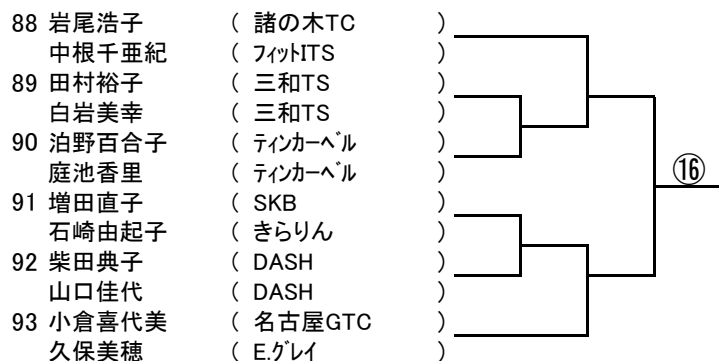 88 岩尾浩子 ( 諸の木TC )
中根千亜紀 ( フィットITS )
89 田村裕子 ( 三和TS )
白岩美幸 ( 三和TS )
90 泊野百合子 ( ティンカーベル )
庭池香里 ( ティンカーベル )
⑯
91 増田直子 ( SKB )
石崎由起子 ( きらりん )
92 柴田典子 ( DASH )
山口佳代 ( DASH )
93 小倉喜代美 ( 名古屋GTC )
久保美穂 ( E.グレイ )